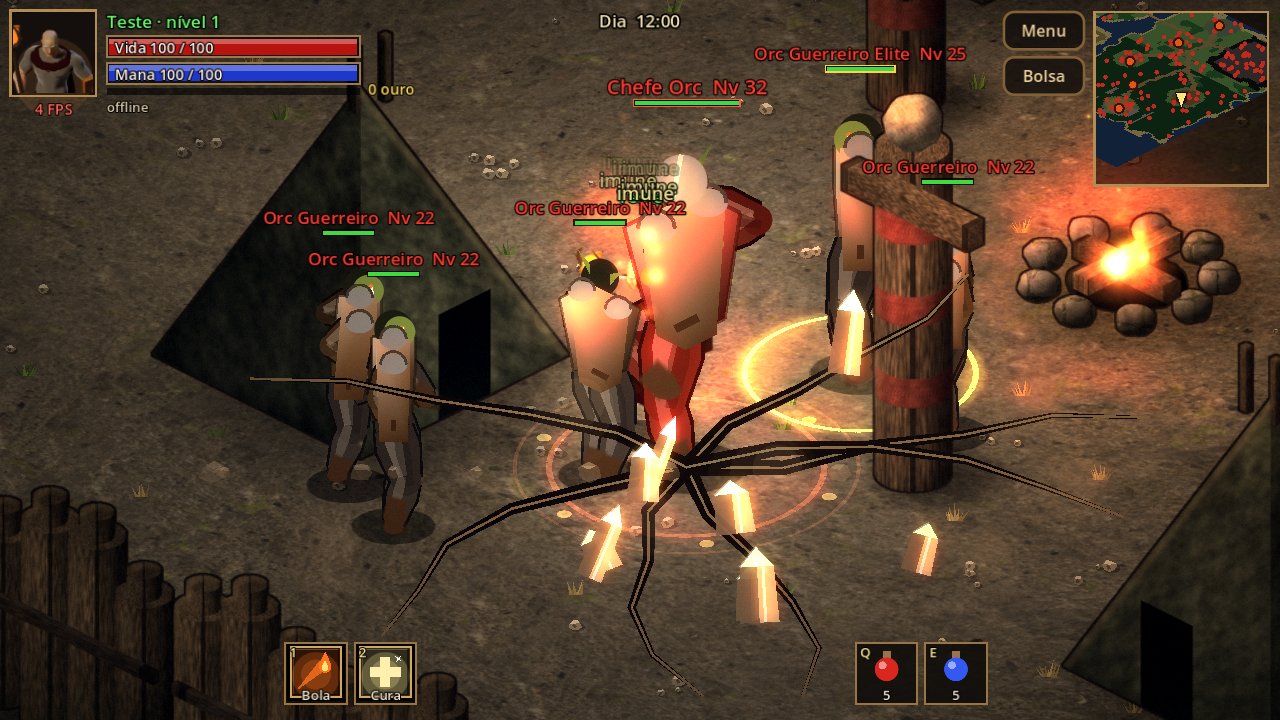 Teste · nível 1
Vida 100 / 100
Mana 100 / 100
0 ouro
4 FPS
offline
Dia 12:00
Menu
Bolsa
Orc Guerreiro Elite Nv 25
Chefe Orc Nv 32
Orc Guerreiro Nv 22
imune
imune
imune
Orc Guerreiro Nv 22
Orc Guerreiro Nv 22
Orc Guerreiro Nv 22
1
Bola
2
Cura
Q
5
E
5